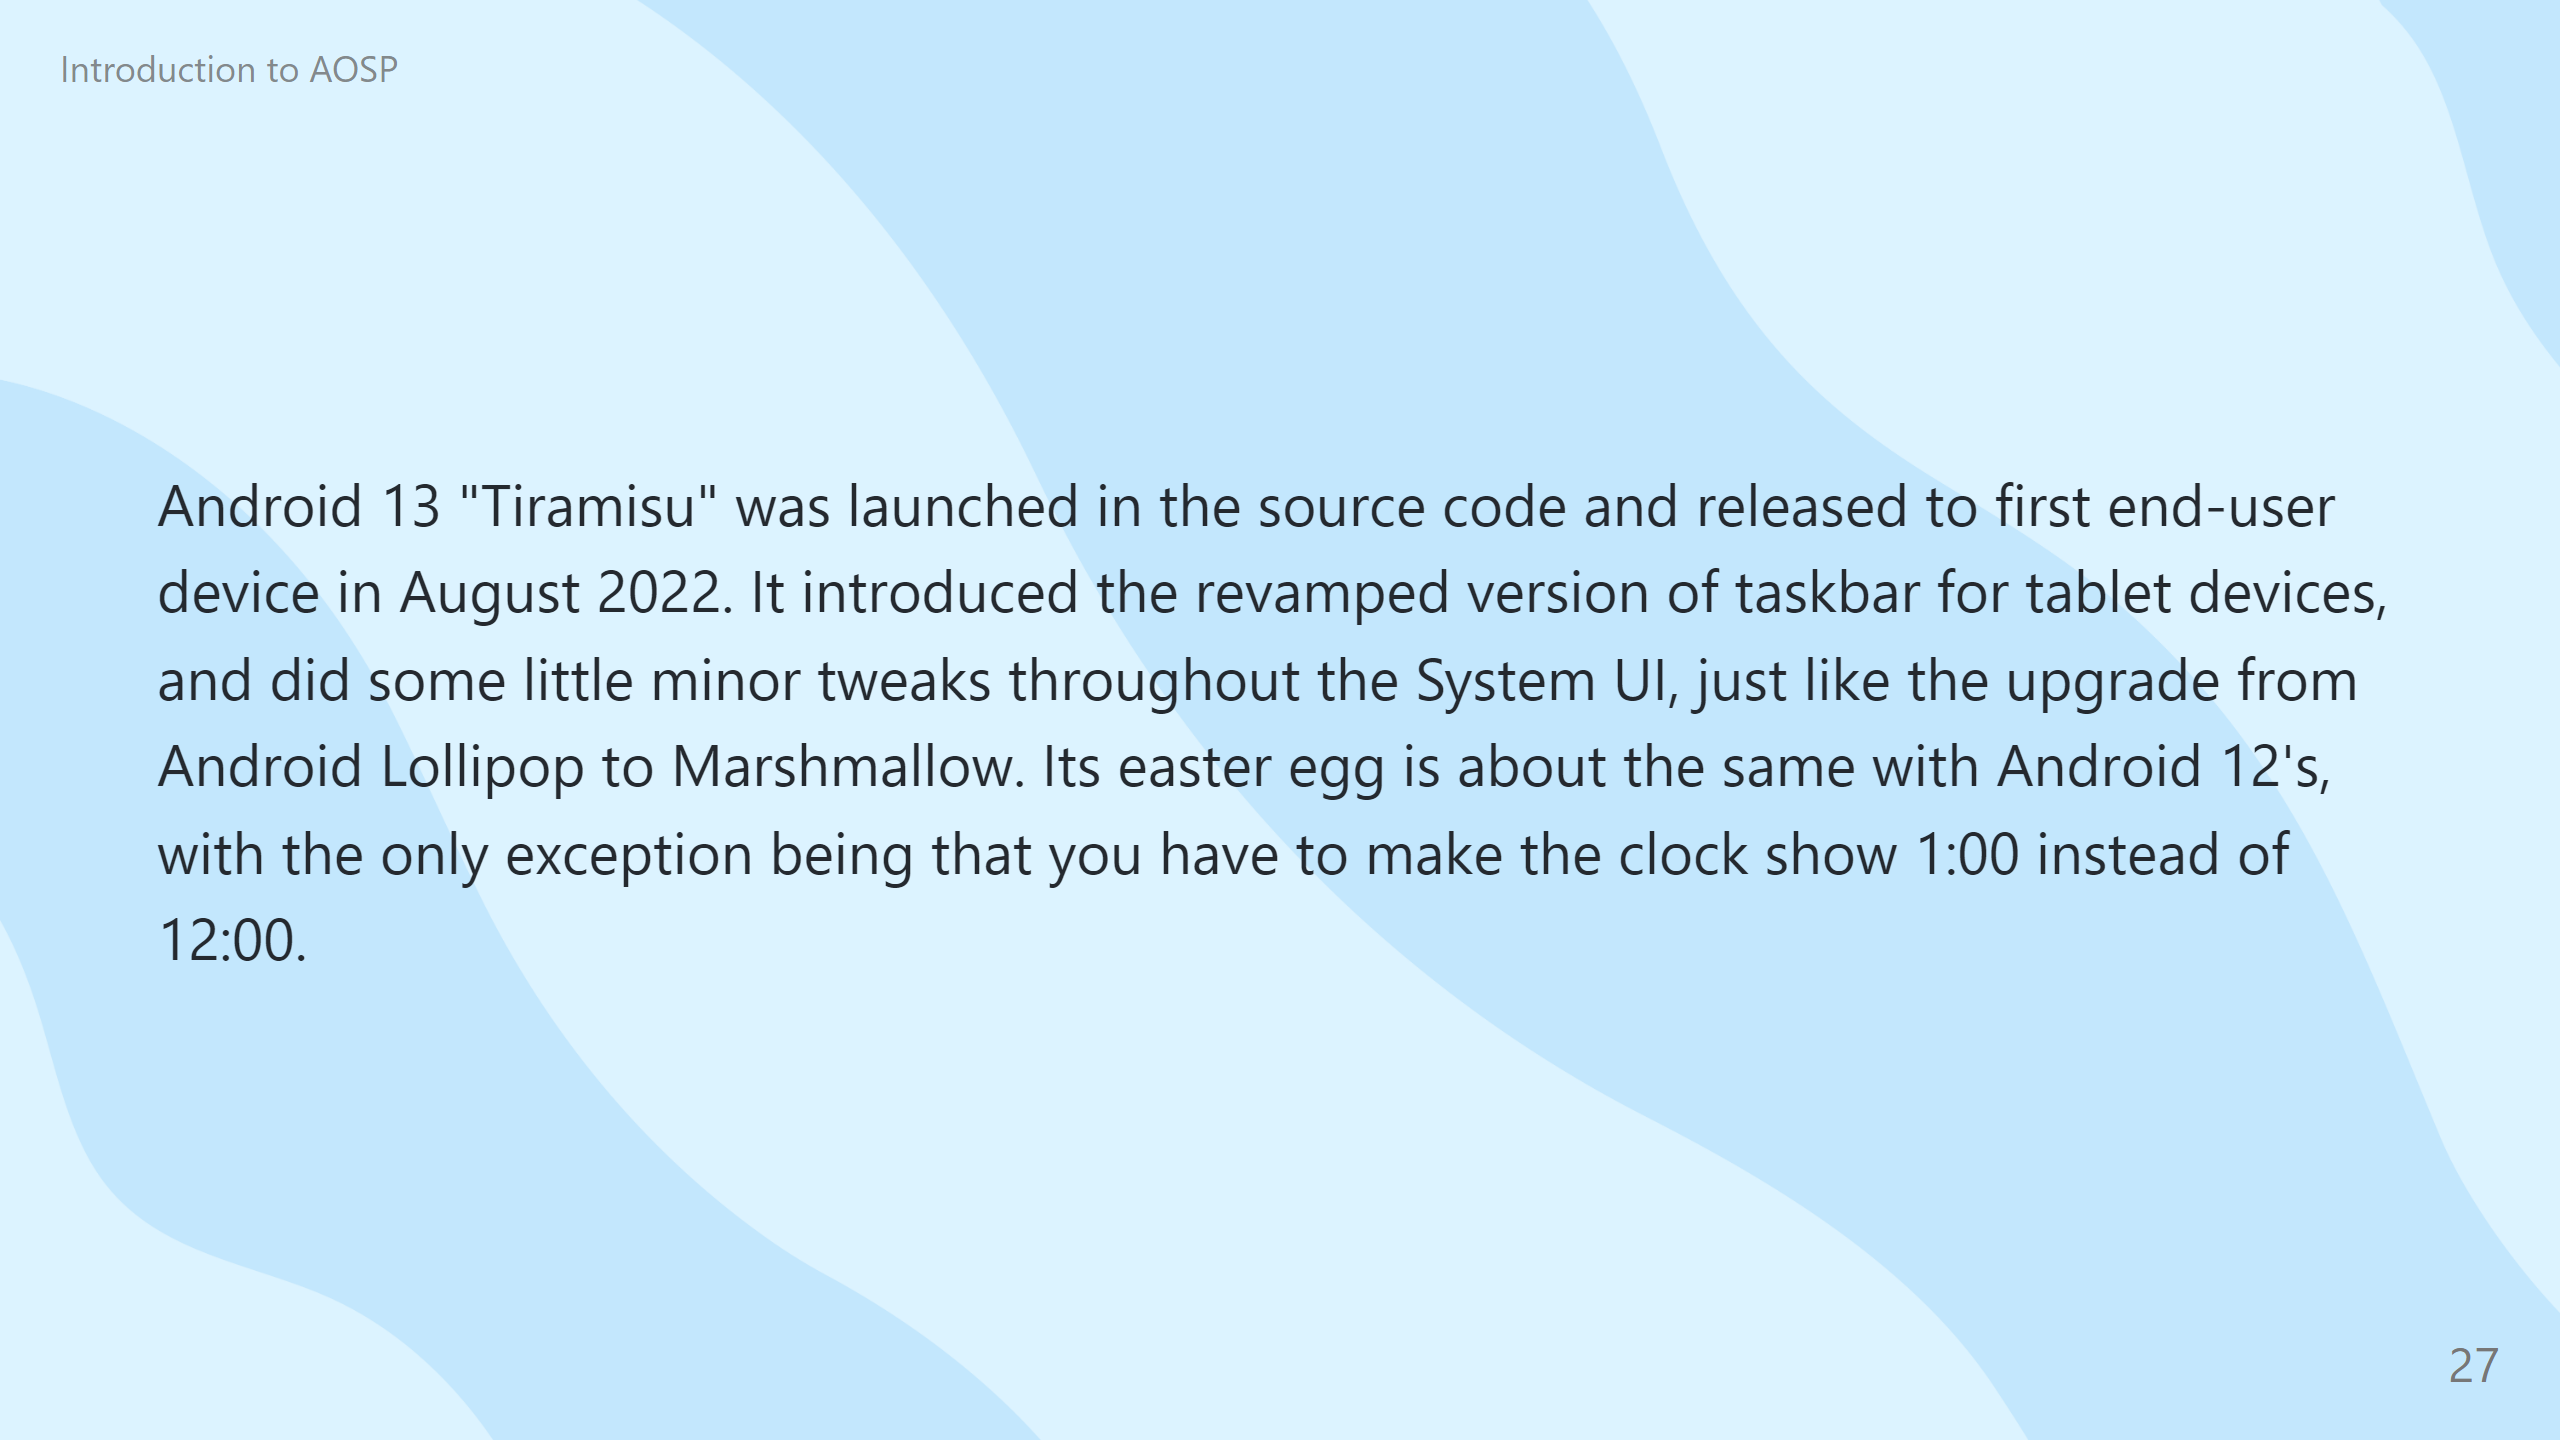 Introduction to AOSP
Android 13 "Tiramisu" was launched in the source code and released to first end-user
device in August 2022. It introduced the revamped version of taskbar for tablet devices,
and did some little minor tweaks throughout the System UI, just like the upgrade from
Android Lollipop to Marshmallow. Its easter egg is about the same with Android 12's,
with the only exception being that you have to make the clock show 1:00 instead of
12:00.
27